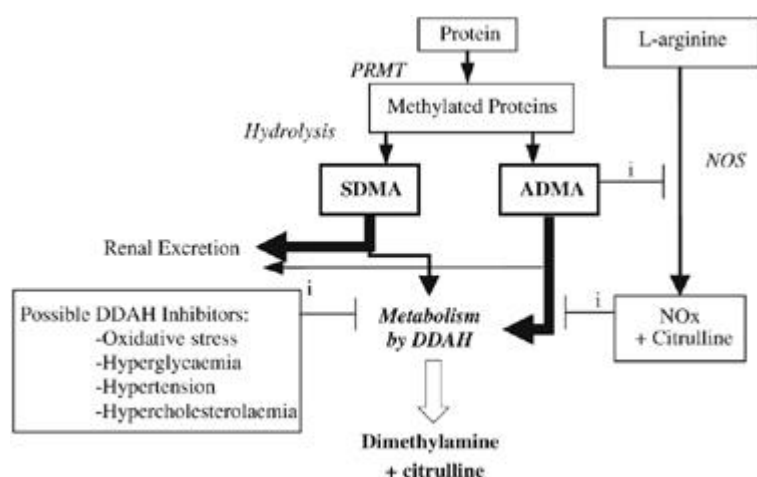 Protein
L-arginine
PRMT
Methylated Proteins
Hydrolysis
NOS
SDMA
ADMA
i
Renal Excretion
i
Possible DDAH Inhibitors:
-Oxidative stress
-Hyperglycaemia
-Hypertension
-Hypercholesterolaemia
Metabolism
by DDAH
i
NOx
+ Citrulline
Dimethylamine
+ citrulline